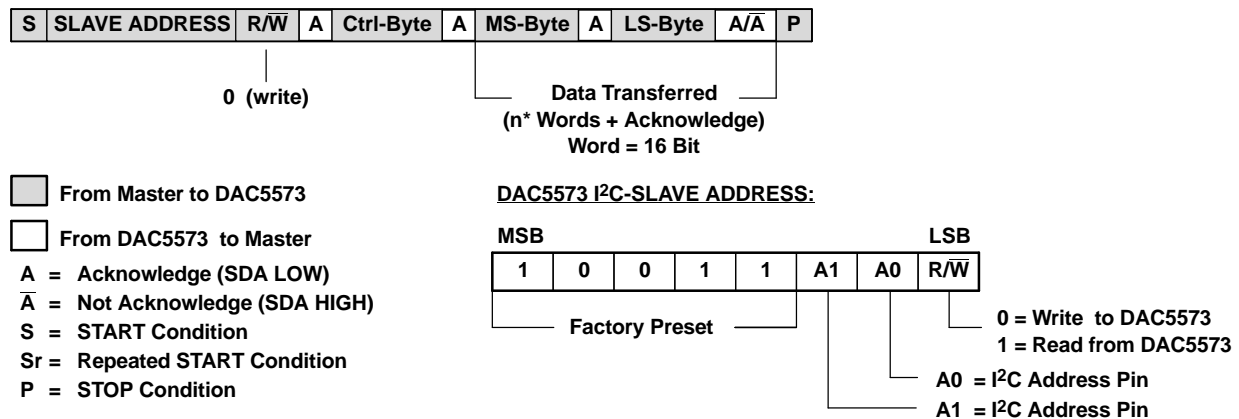 S SLAVE ADDRESS R/W̅ A Ctrl-Byte A MS-Byte A LS-Byte A/A̅ P
0 (write)
Data Transferred
(n* Words + Acknowledge)
Word = 16 Bit
From Master to DAC5573
From DAC5573 to Master
A = Acknowledge (SDA LOW)
A̅ = Not Acknowledge (SDA HIGH)
S = START Condition
Sr = Repeated START Condition
P = STOP Condition
DAC5573 I²C-SLAVE ADDRESS:
MSB LSB
1 0 0 1 1 A1 A0 R/W̅
Factory Preset
0 = Write to DAC5573
1 = Read from DAC5573
A0 = I²C Address Pin
A1 = I²C Address Pin